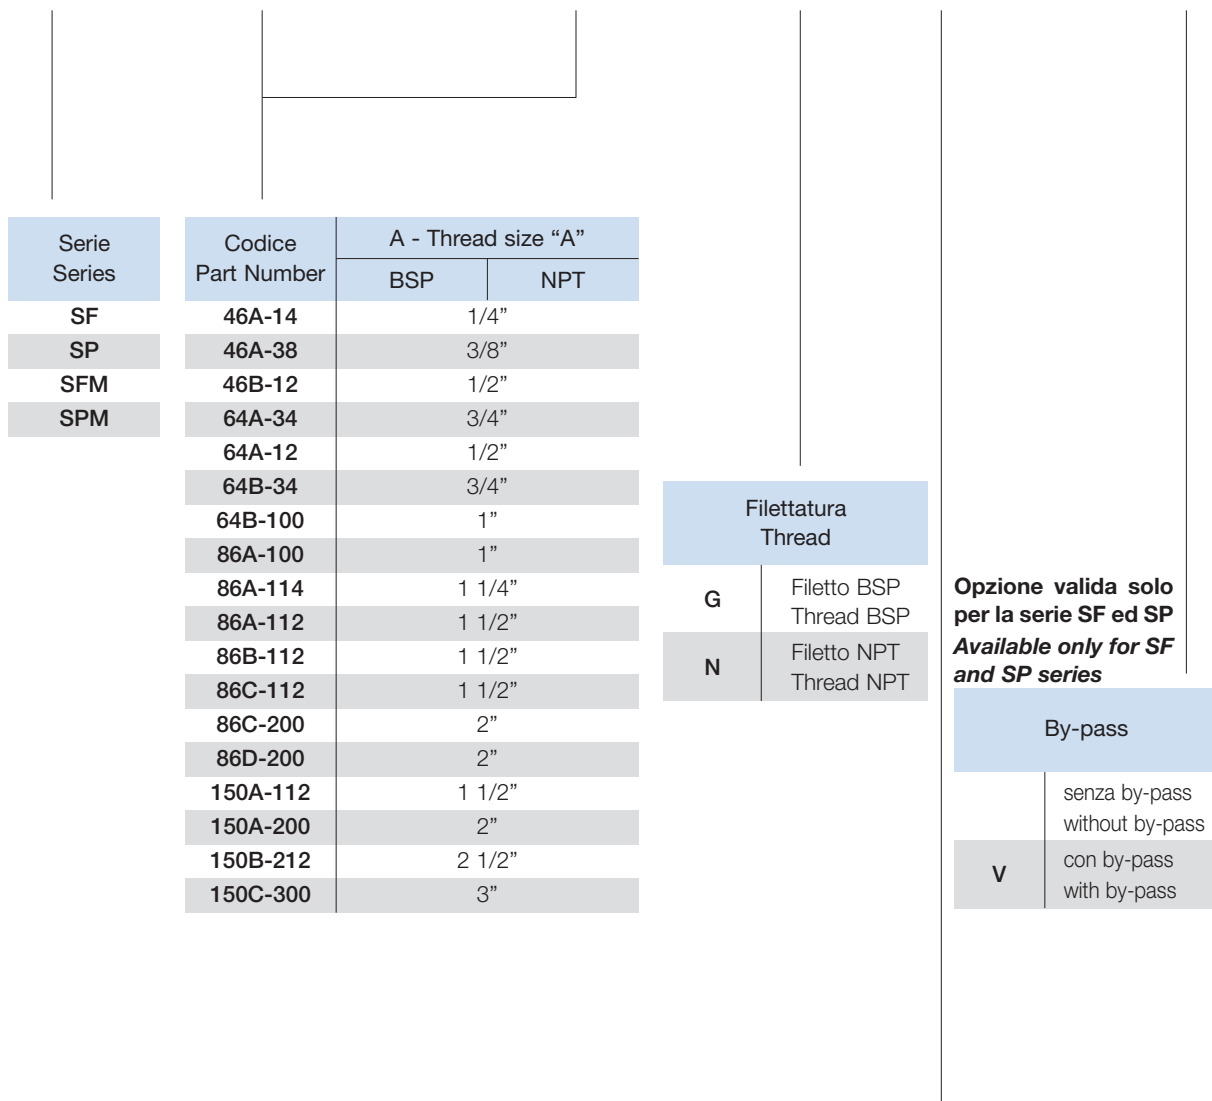 Serie
Series
SF
SP
SFM
SPM
Codice
Part Number
A - Thread size “A”
BSP NPT
46A-14 1/4”
46A-38 3/8”
46B-12 1/2”
64A-34 3/4”
64A-12 1/2”
64B-34 3/4”
64B-100 1”
86A-100 1”
86A-114 1 1/4”
86A-112 1 1/2”
86B-112 1 1/2”
86C-112 1 1/2”
86C-200 2”
86D-200 2”
150A-112 1 1/2”
150A-200 2”
150B-212 2 1/2”
150C-300 3”
Filettatura
Thread
G Filetto BSP
Thread BSP
N Filetto NPT
Thread NPT
Opzione valida solo
per la serie SF ed SP
Available only for SF
and SP series
By-pass
senza by-pass
without by-pass
V con by-pass
with by-pass